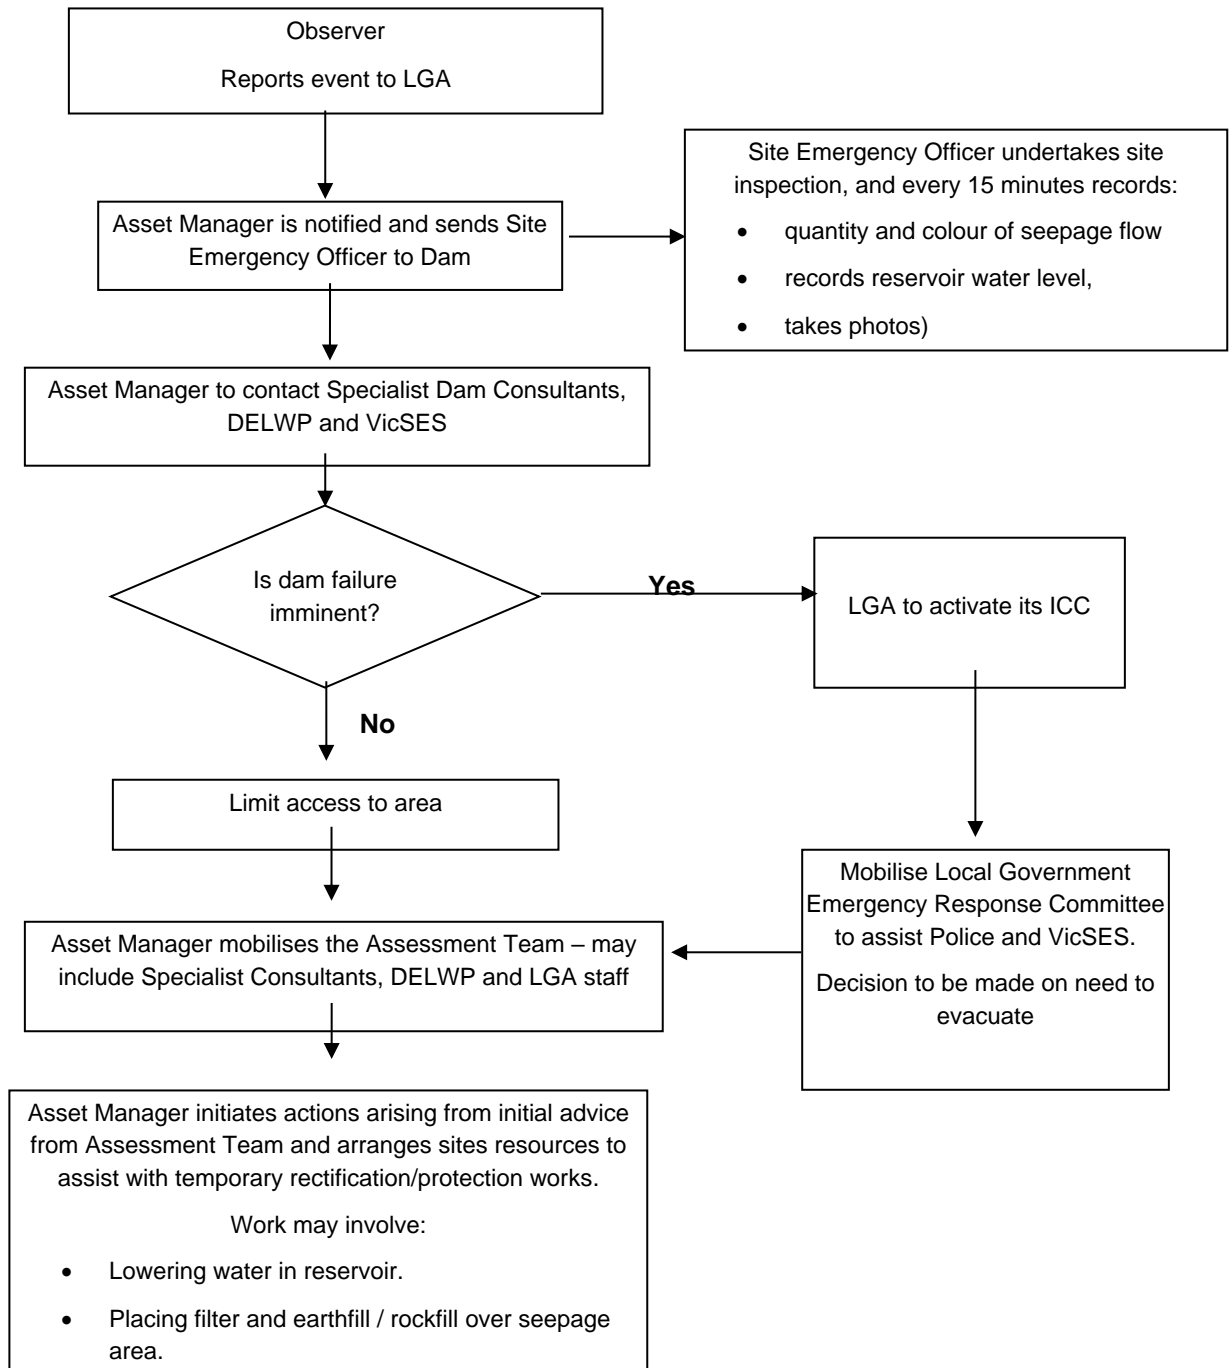 Observer
Reports event to LGA
Site Emergency Officer undertakes site
inspection, and every 15 minutes records:
• quantity and colour of seepage flow
• records reservoir water level,
• takes photos)
Asset Manager is notified and sends Site
Emergency Officer to Dam
Asset Manager to contact Specialist Dam Consultants,
DELWP and VicSES
Is dam failure
imminent?
Yes
LGA to activate its ICC
No
Limit access to area
Mobilise Local Government
Emergency Response Committee
to assist Police and VicSES.
Decision to be made on need to
evacuate
Asset Manager mobilises the Assessment Team – may
include Specialist Consultants, DELWP and LGA staff
Asset Manager initiates actions arising from initial advice
from Assessment Team and arranges sites resources to
assist with temporary rectification/protection works.
Work may involve:
• Lowering water in reservoir.
• Placing filter and earthfill / rockfill over seepage
area.